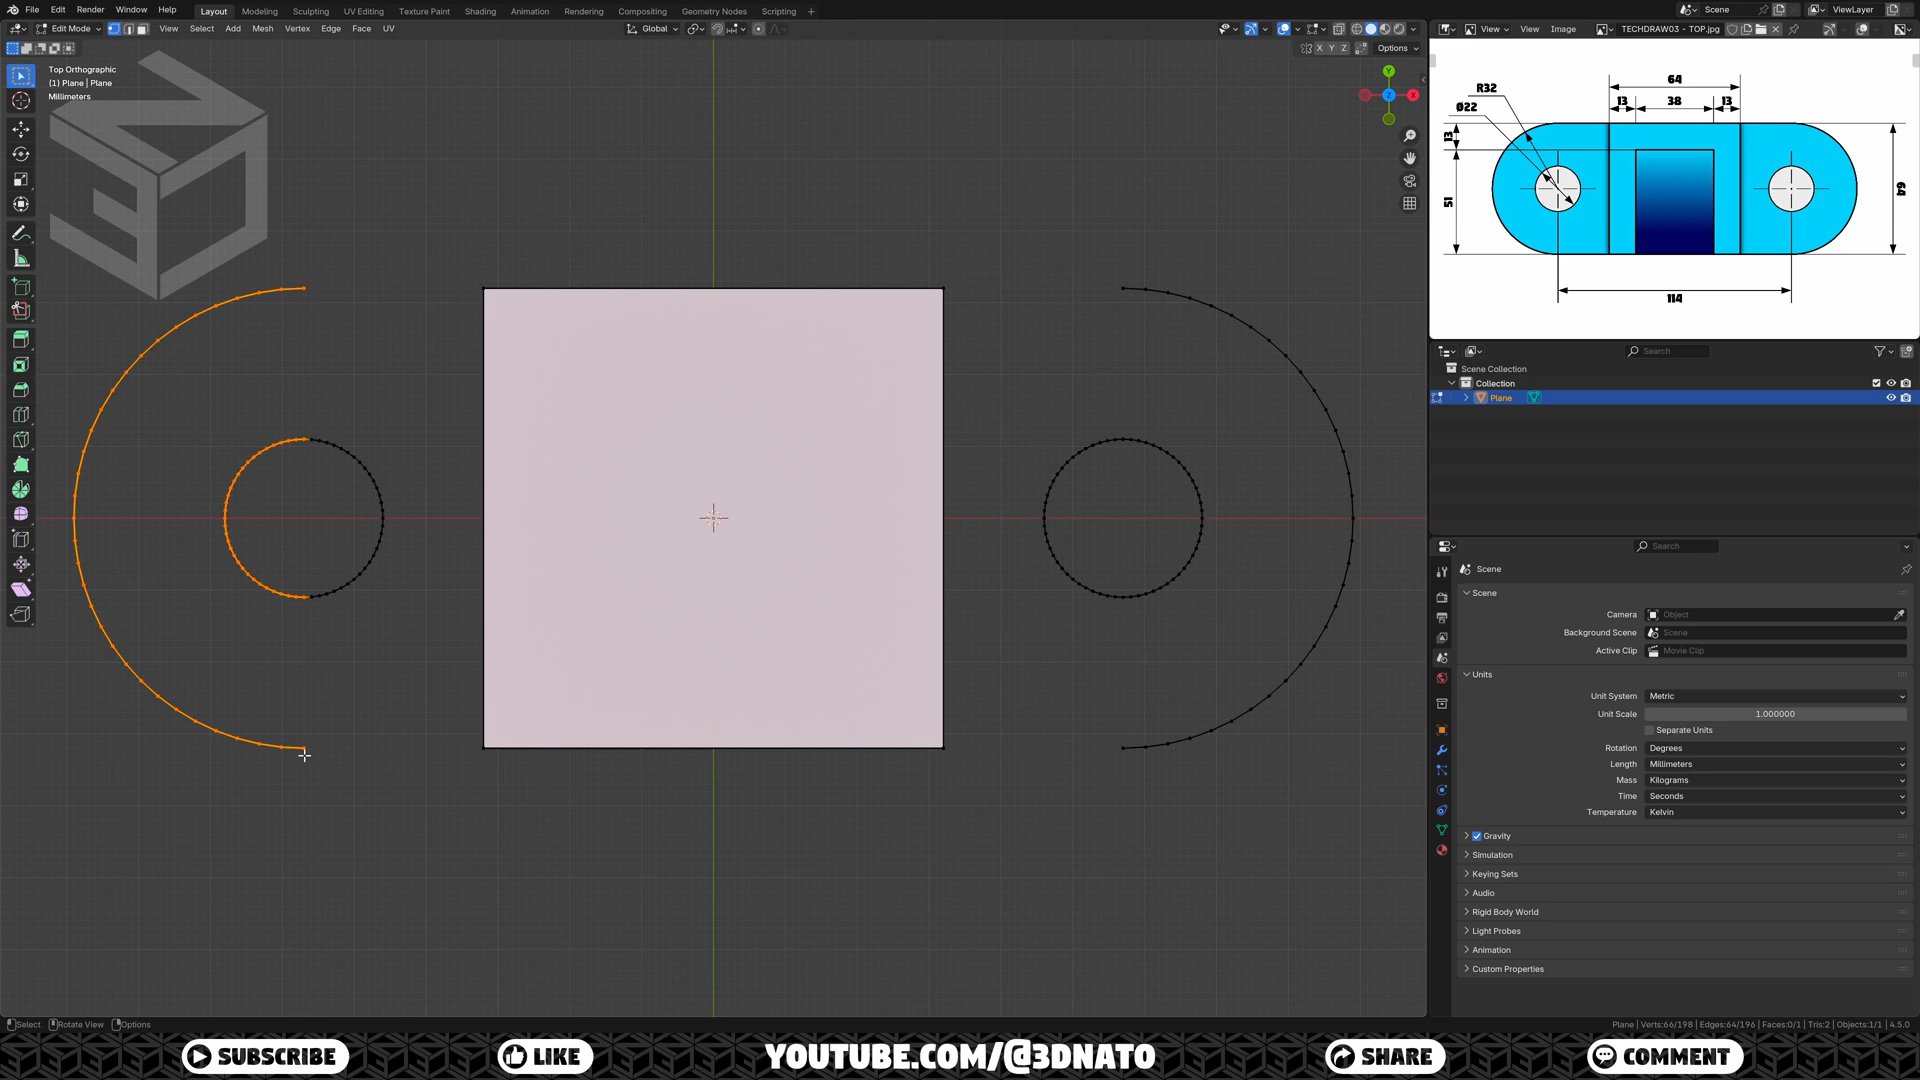 File Edit Render Window Help Layout Modeling Sculpting UV Editing Texture Paint Shading Animation Rendering Compositing Geometry Nodes Scripting + Scene ViewLayer
Edit Mode View Select Add Mesh Vertex Edge Face UV Global View View Image TECHDRAW03 - TOP.jpg
X Y Z Options
Top Orthographic
(1) Plane | Plane
Millimeters
Y
Z
X
64
R32
13 38 13
Ø22
13
51
64
114
Search
Scene Collection
Collection
Plane
Search
Scene
Scene
Camera Object
Background Scene Scene
Active Clip Movie Clip
Units
Unit System Metric
Unit Scale 1.000000
Separate Units
Rotation Degrees
Length Millimeters
Mass Kilograms
Time Seconds
Temperature Kelvin
Gravity
Simulation
Keying Sets
Audio
Rigid Body World
Light Probes
Animation
Custom Properties
Select Rotate View Options
Plane | Verts:66/198 | Edges:64/196 | Faces:0/1 | Tris:2 | Objects:1/1 | 4.5.0
SUBSCRIBE LIKE YOUTUBE.COM/@3DNATO SHARE COMMENT